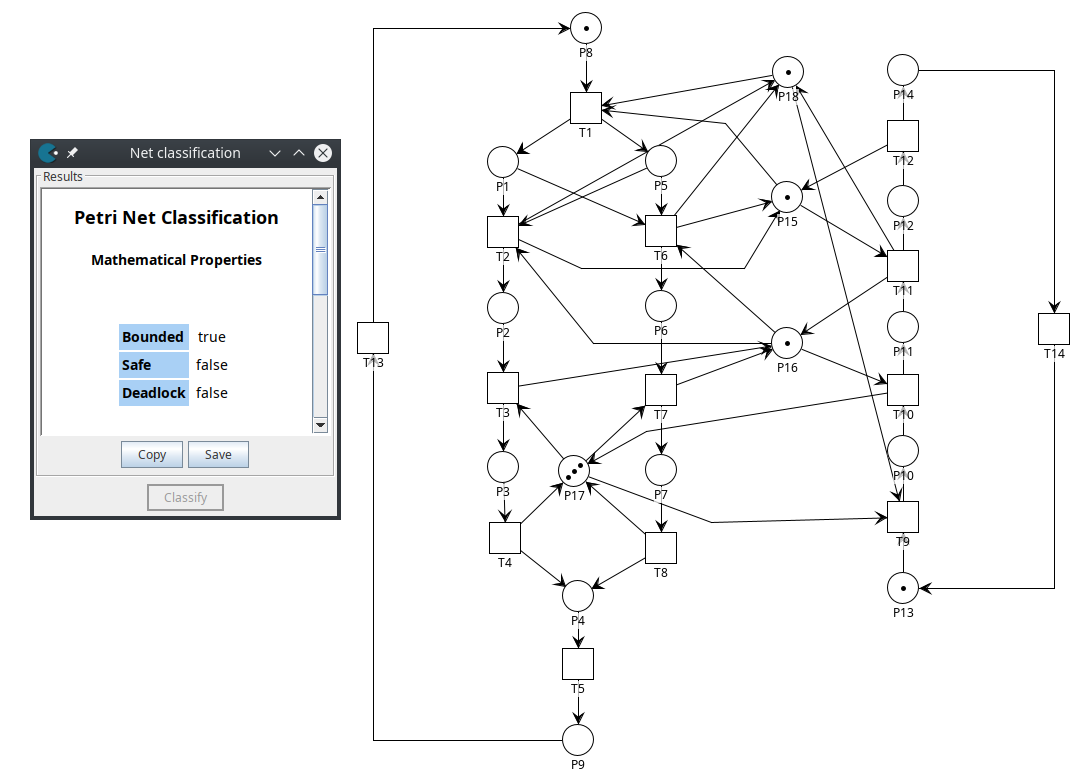 Net classification
Results
Petri Net Classification
Mathematical Properties
Bounded true
Safe false
Deadlock false
Copy Save
Classify
P8
T1
P18
P14
T12
P1
P5
P15
P12
T2
T6
T11
P2
P6
P16
P11
T13
T14
T3
T7
T10
P3
P17
P7
P10
T4
T8
T9
P4
P13
T5
P9